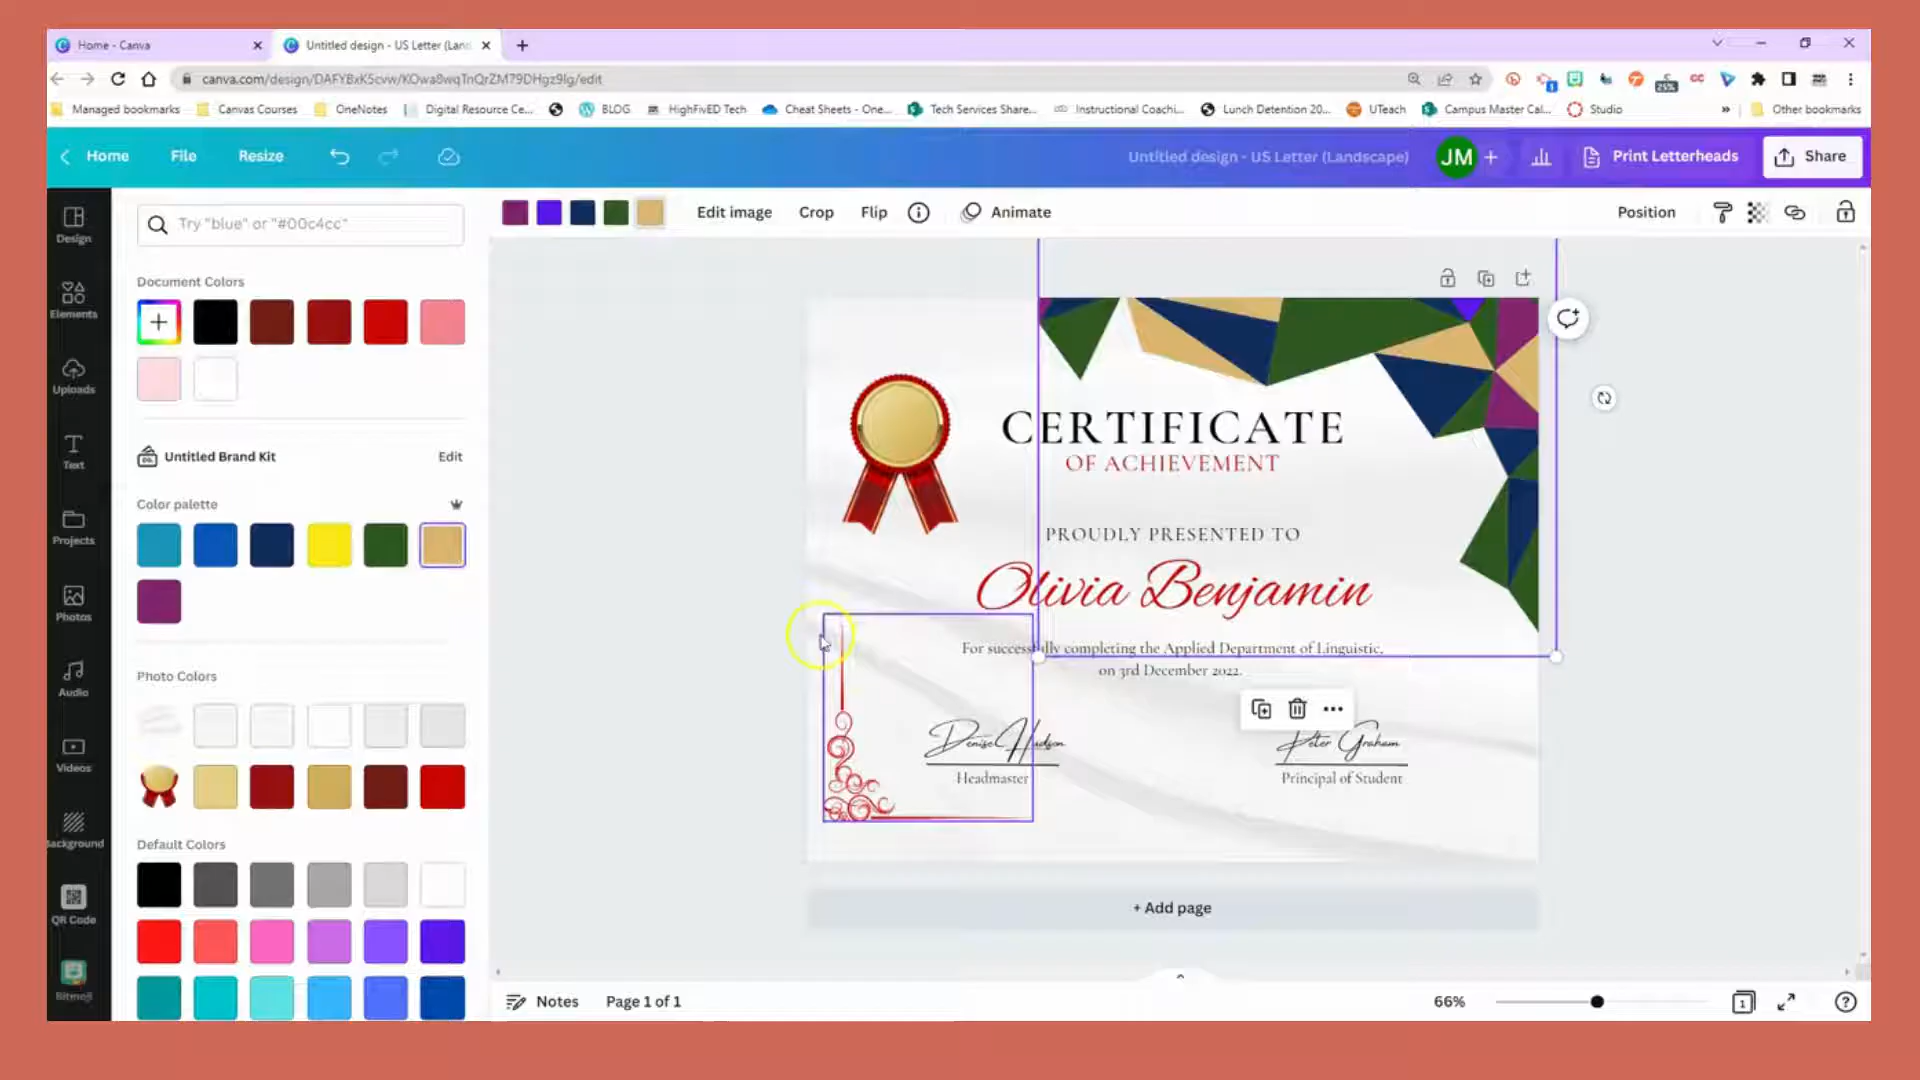 Home - Canva
Untitled design - US Letter (Lan
canva.com/design/DAFYBxK5cvw/KOwa8wqTnQrZM79DHgz9lg/edit
Managed bookmarks
Canvas Courses
OneNotes
Digital Resource Ce...
BLOG
HighFivED Tech
Cheat Sheets - One...
Tech Services Share...
Instructional Coachi...
Lunch Detention 20...
UTeach
Campus Master Cal...
Studio
»
Other bookmarks
Home
File
Resize
Untitled design - US Letter (Landscape)
JM
Print Letterheads
Share
Design
Elements
Uploads
Text
Projects
Photos
Audio
Videos
Background
QR Code
Bitmoji
Try "blue" or "#00c4cc"
Document Colors
Untitled Brand Kit
Edit
Color palette
Photo Colors
Default Colors
Edit image
Crop
Flip
Animate
Position
CERTIFICATE
OF ACHIEVEMENT
PROUDLY PRESENTED TO
Olivia Benjamin
For successfully completing the Applied Department of Linguistic,
on 3rd December 2022.
Denise Hudson
Headmaster
Peter Graham
Principal of Student
+ Add page
Notes
Page 1 of 1
66%
1